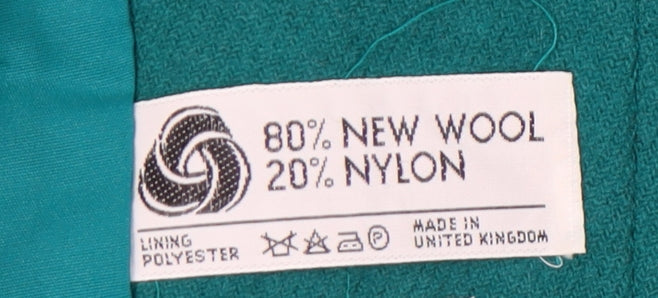 80% NEW WOOL
20% NYLON
LINING
POLYESTER
P
MADE IN
UNITED KINGDOM